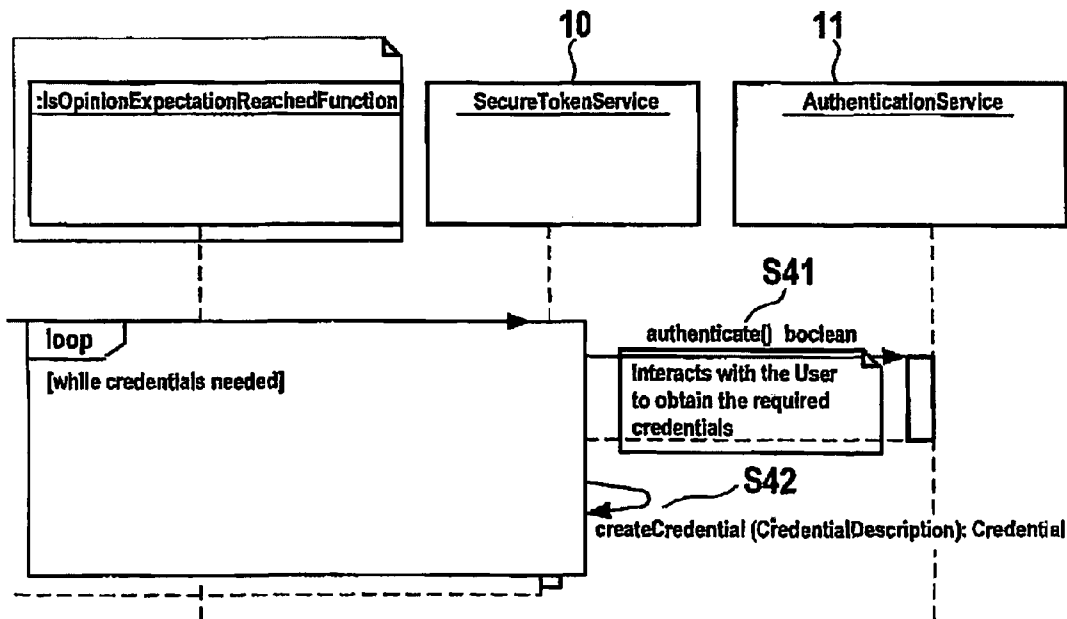 10
11
:IsOpinionExpectationReachedFunction
SecureTokenService
AuthenticationService
S41
loop
authenticate() boclean
[while credentials needed]
Interacts with the User
to obtain the required
credentials
S42
createCredential (CredentialDescription): Credential